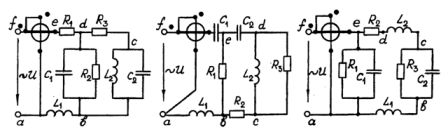 f e R₁ d R₃ c
~U C₁ R₂ L₂ C₂
a L₁ b
f C₁ e C₂ d
~U R₁ L₂ R₃
a L₁ b R₂ c
f e R₂ d L₂ c
~U R₁ C₁ R₃ C₂
a L₁ b